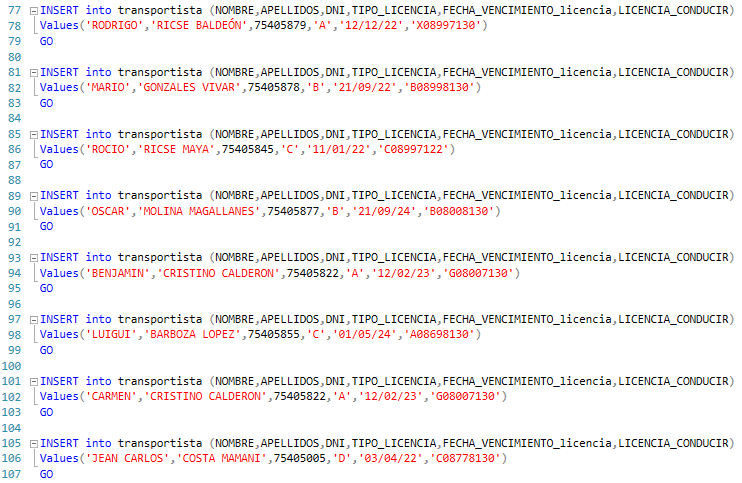 77 INSERT into transportista (NOMBRE,APELLIDOS,DNI,TIPO_LICENCIA,FECHA_VENCIMIENTO_licencia,LICENCIA_CONDUCIR)
78 Values('RODRIGO','RICSE BALDEÓN',75405879,'A','12/12/22','X08997130')
79 GO
80
81 INSERT into transportista (NOMBRE,APELLIDOS,DNI,TIPO_LICENCIA,FECHA_VENCIMIENTO_licencia,LICENCIA_CONDUCIR)
82 Values('MARIO','GONZALES VIVAR',75405878,'B','21/09/22','B08998130')
83 GO
84
85 INSERT into transportista (NOMBRE,APELLIDOS,DNI,TIPO_LICENCIA,FECHA_VENCIMIENTO_licencia,LICENCIA_CONDUCIR)
86 Values('ROCIO','RICSE MAYA',75405845,'C','11/01/22','C08997122')
87 GO
88
89 INSERT into transportista (NOMBRE,APELLIDOS,DNI,TIPO_LICENCIA,FECHA_VENCIMIENTO_licencia,LICENCIA_CONDUCIR)
90 Values('OSCAR','MOLINA MAGALLANES',75405877,'B','21/09/24','B08008130')
91 GO
92
93 INSERT into transportista (NOMBRE,APELLIDOS,DNI,TIPO_LICENCIA,FECHA_VENCIMIENTO_licencia,LICENCIA_CONDUCIR)
94 Values('BENJAMIN','CRISTINO CALDERON',75405822,'A','12/02/23','G08007130')
95 GO
96
97 INSERT into transportista (NOMBRE,APELLIDOS,DNI,TIPO_LICENCIA,FECHA_VENCIMIENTO_licencia,LICENCIA_CONDUCIR)
98 Values('LUIGUI','BARBOZA LOPEZ',75405855,'C','01/05/24','A08698130')
99 GO
100
101 INSERT into transportista (NOMBRE,APELLIDOS,DNI,TIPO_LICENCIA,FECHA_VENCIMIENTO_licencia,LICENCIA_CONDUCIR)
102 Values('CARMEN','CRISTINO CALDERON',75405822,'A','12/02/23','G08007130')
103 GO
104
105 INSERT into transportista (NOMBRE,APELLIDOS,DNI,TIPO_LICENCIA,FECHA_VENCIMIENTO_licencia,LICENCIA_CONDUCIR)
106 Values('JEAN CARLOS','COSTA MAMANI',75405005,'D','03/04/22','C08778130')
107 GO